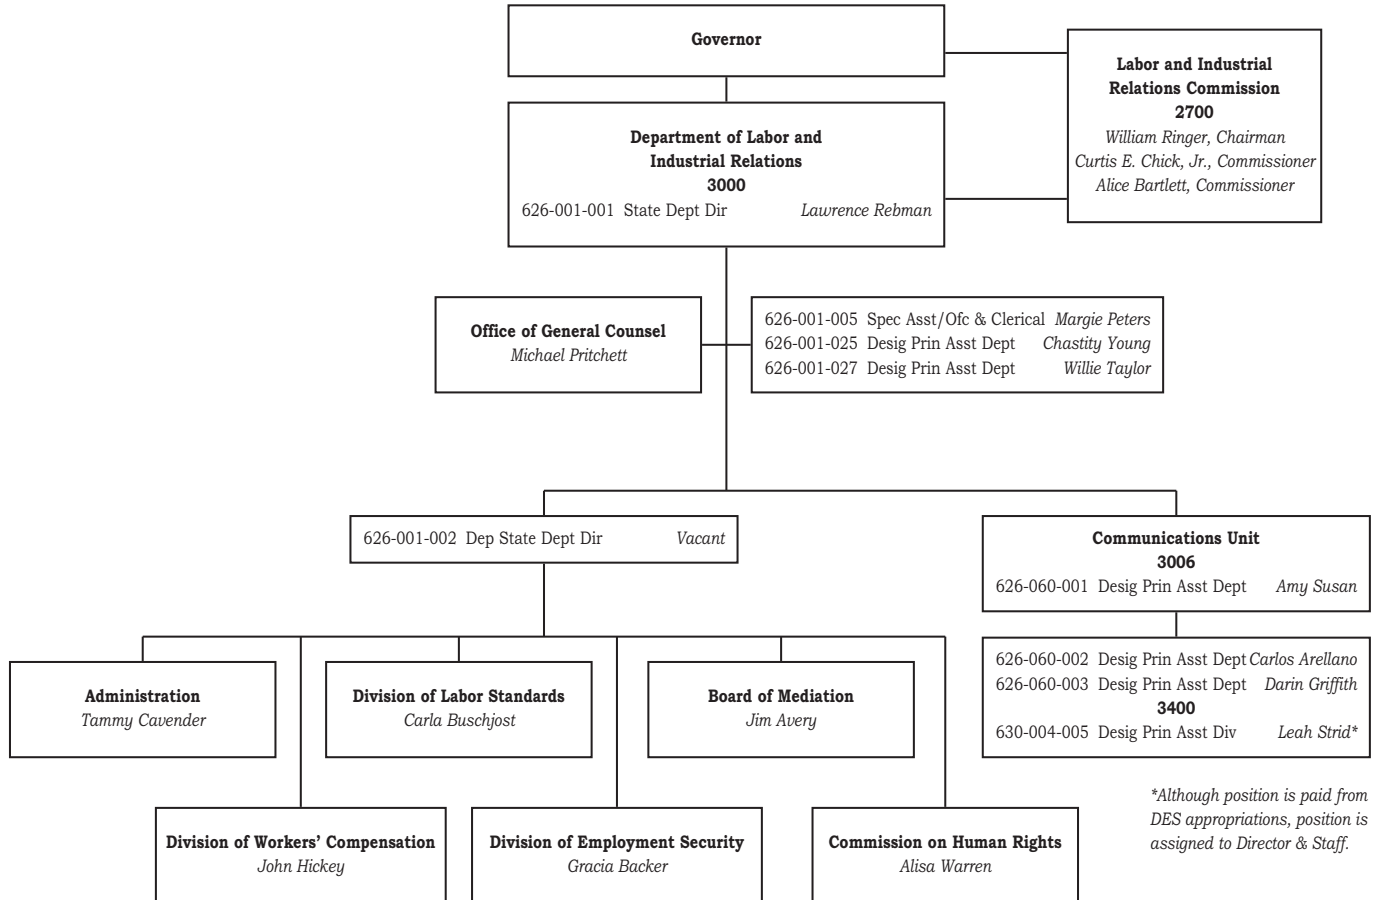 Governor
Labor and Industrial
Relations Commission
2700
William Ringer, Chairman
Curtis E. Chick, Jr., Commissioner
Alice Bartlett, Commissioner
Department of Labor and
Industrial Relations
3000
626-001-001 State Dept Dir Lawrence Rebman
Office of General Counsel
Michael Pritchett
626-001-005 Spec Asst/Ofc & Clerical Margie Peters
626-001-025 Desig Prin Asst Dept Chastity Young
626-001-027 Desig Prin Asst Dept Willie Taylor
626-001-002 Dep State Dept Dir Vacant
Communications Unit
3006
626-060-001 Desig Prin Asst Dept Amy Susan
626-060-002 Desig Prin Asst Dept Carlos Arellano
626-060-003 Desig Prin Asst Dept Darin Griffith
3400
630-004-005 Desig Prin Asst Div Leah Strid*
Administration
Tammy Cavender
Division of Labor Standards
Carla Buschjost
Board of Mediation
Jim Avery
Division of Workers' Compensation
John Hickey
Division of Employment Security
Gracia Backer
Commission on Human Rights
Alisa Warren
*Although position is paid from
DES appropriations, position is
assigned to Director & Staff.